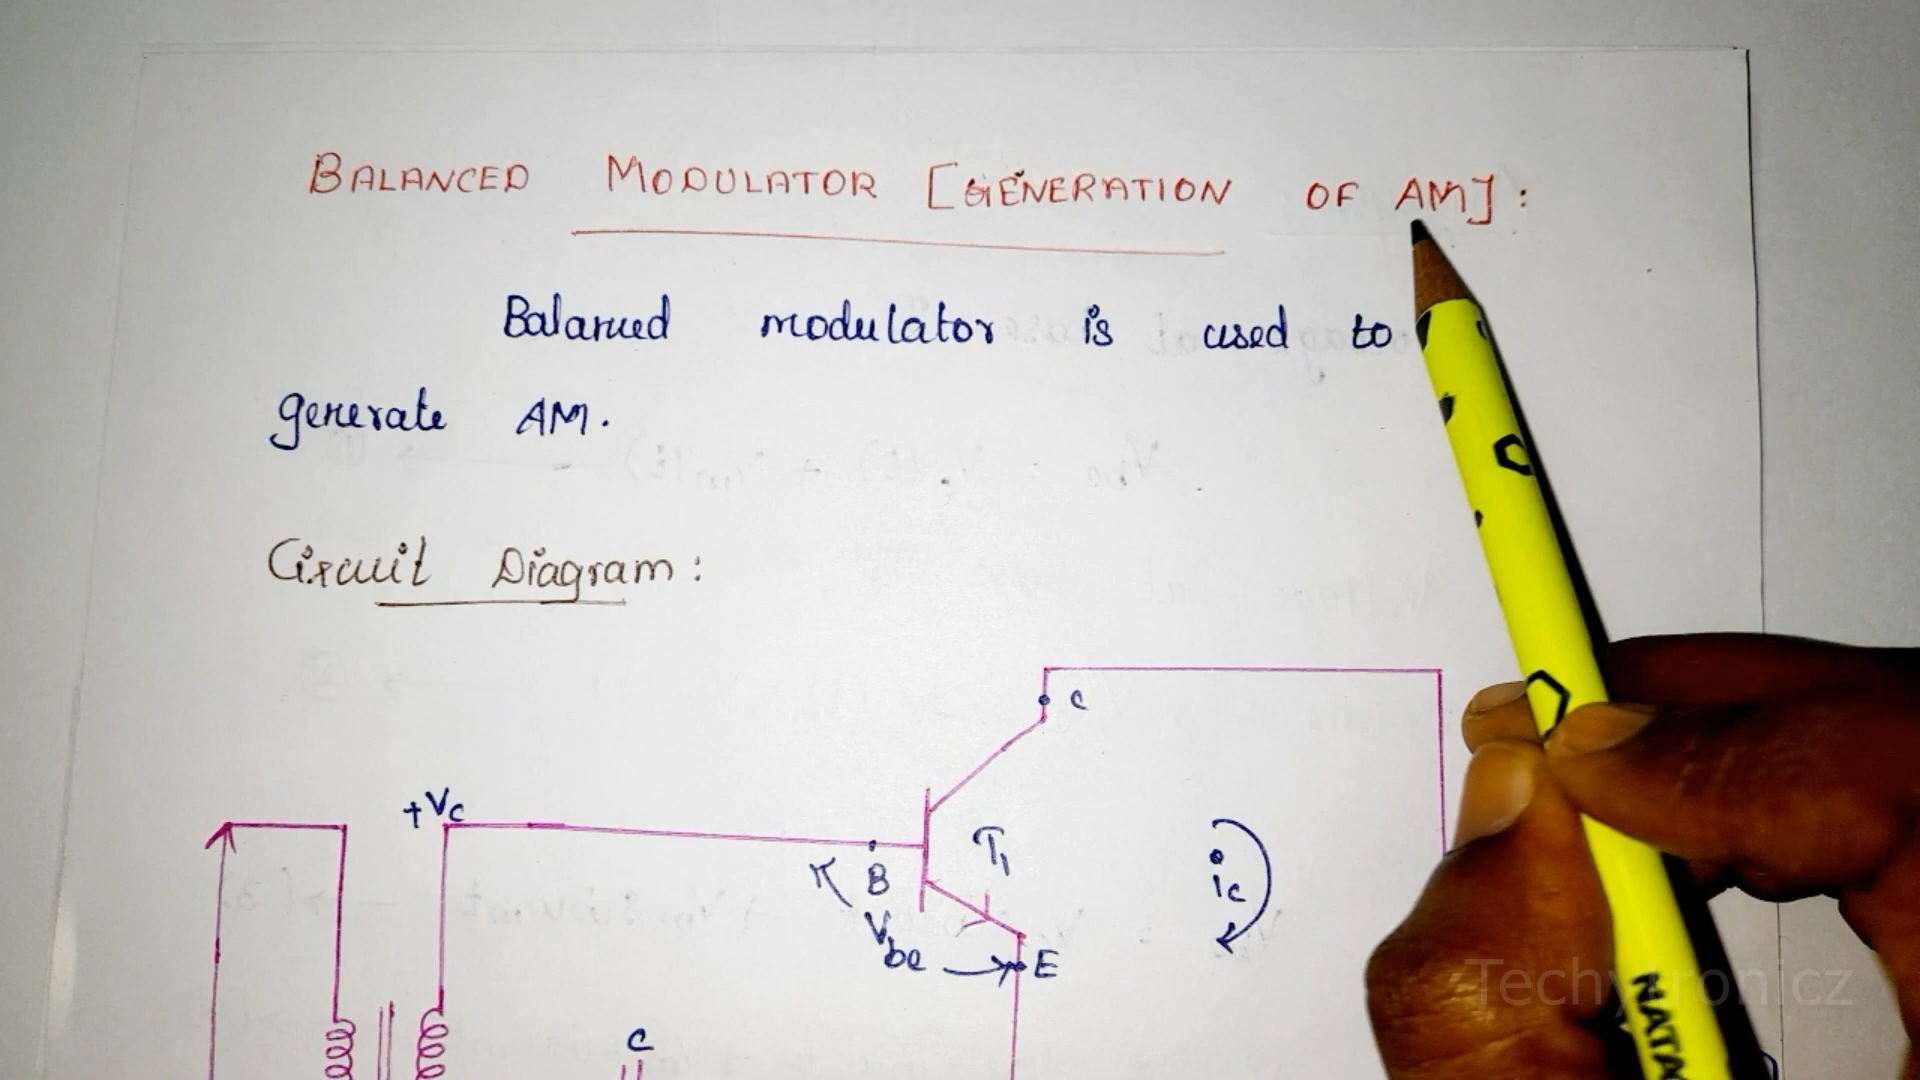 BALANCED MODULATOR [GENERATION OF AM]:
Balanced modulator is used to
generate AM.
Circuit Diagram:
C
+Vc
B
T1
ic
Vbe
E
C
Techytronicz
NATA